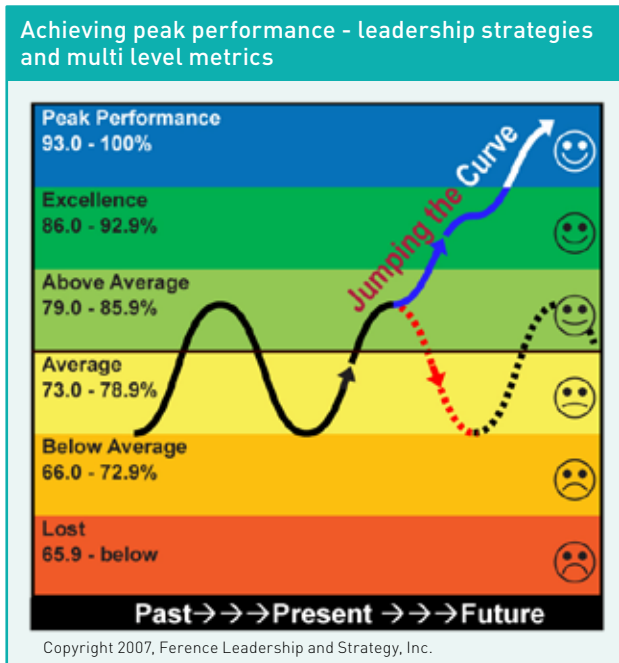 Achieving peak performance - leadership strategies
and multi level metrics
Peak Performance
93.0 - 100%
Excellence
86.0 - 92.9%
Jumping the Curve
Above Average
79.0 - 85.9%
Average
73.0 - 78.9%
Below Average
66.0 - 72.9%
Lost
65.9 - below
Past→→→Present →→→Future
Copyright 2007, Ference Leadership and Strategy, Inc.